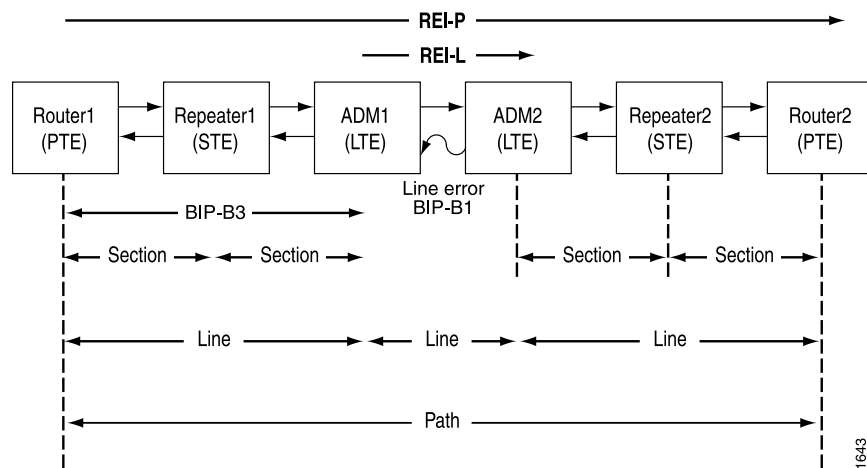 REI-P
REI-L
Router1
(PTE)
Repeater1
(STE)
ADM1
(LTE)
ADM2
(LTE)
Repeater2
(STE)
Router2
(PTE)
Line error
BIP-B1
BIP-B3
Section
Section
Section
Section
Line
Line
Line
Path
1643